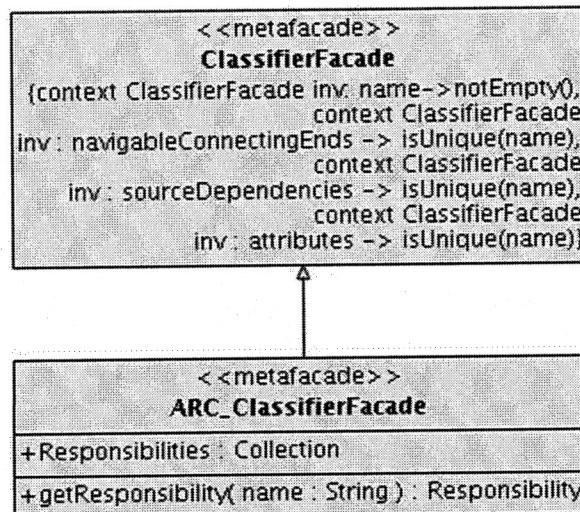 <<metafacade>>
ClassifierFacade
{context ClassifierFacade inv: name->notEmpty(),
context ClassifierFacade
inv : navigableConnectingEnds -> isUnique(name),
context ClassifierFacade
inv : sourceDependencies -> isUnique(name),
context ClassifierFacade
inv : attributes -> isUnique(name)}
<<metafacade>>
ARC_ClassifierFacade
+Responsibilities : Collection
+getResponsibility( name : String ) : Responsibility